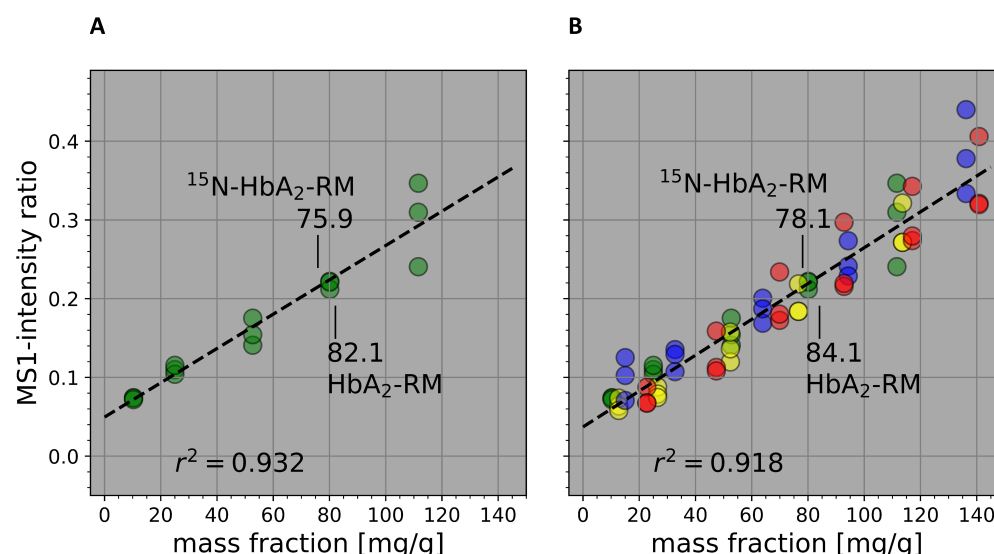 A
B
MS1-intensity ratio
0.4
0.3
0.2
0.1
0.0
¹⁵N-HbA₂-RM
75.9
82.1
HbA₂-RM
r² = 0.932
0 20 40 60 80 100 120 140
mass fraction [mg/g]
¹⁵N-HbA₂-RM
78.1
84.1
HbA₂-RM
r² = 0.918
0 20 40 60 80 100 120 140
mass fraction [mg/g]